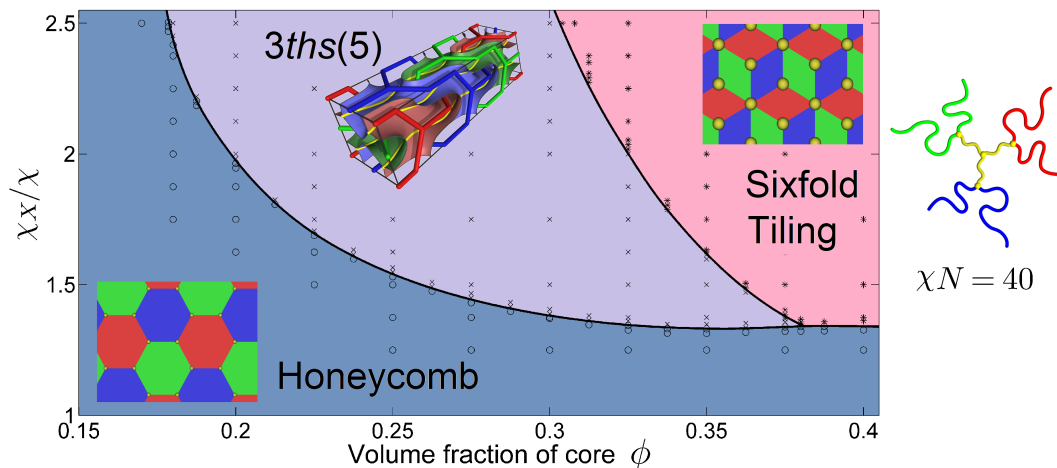 2.5
2
1.5
1
χx/χ
3ths(5)
Sixfold
Tiling
Honeycomb
χN = 40
0.15
0.2
0.25
0.3
0.35
0.4
Volume fraction of core ϕ